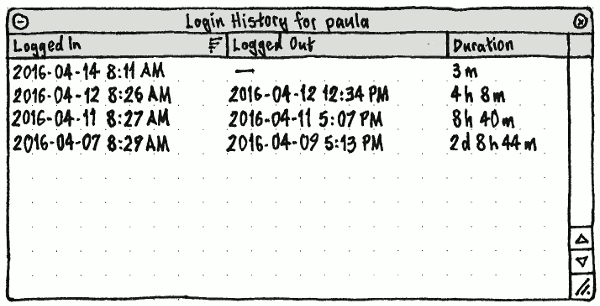 Login History for paula
Logged In Logged Out Duration
2016-04-14 8:11 AM — 3m
2016-04-12 8:26 AM 2016-04-12 12:34 PM 4h 8m
2016-04-11 8:27 AM 2016-04-11 5:07 PM 8h 40m
2016-04-07 8:29 AM 2016-04-09 5:13 PM 2d 8h 44m